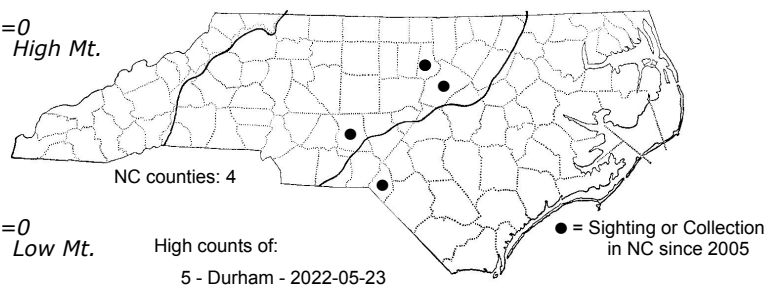 =0
High Mt.
NC counties: 4
=0
Low Mt.
High counts of:
5 - Durham - 2022-05-23
● = Sighting or Collection
in NC since 2005